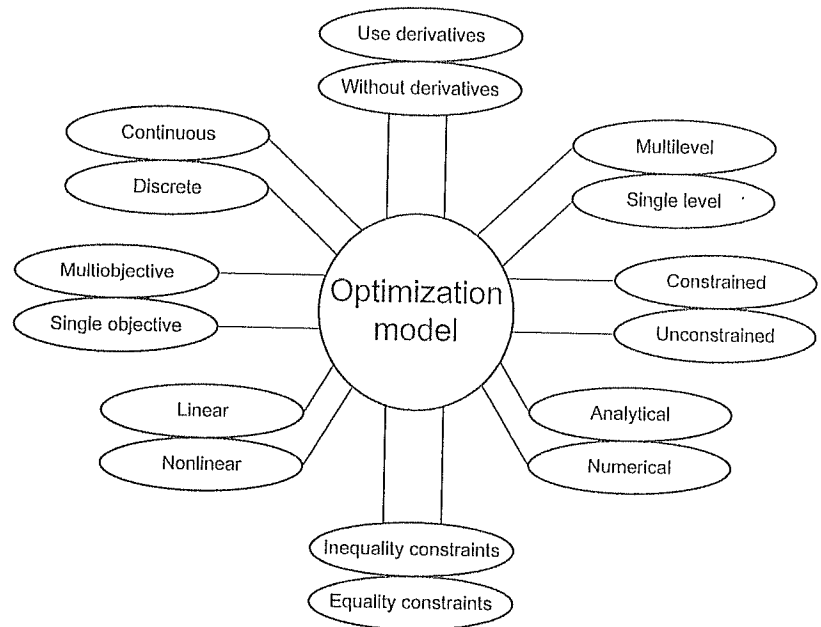 Use derivatives
Without derivatives
Continuous
Discrete
Multilevel
Single level
Multiobjective
Single objective
Optimization
model
Constrained
Unconstrained
Linear
Nonlinear
Analytical
Numerical
Inequality constraints
Equality constraints